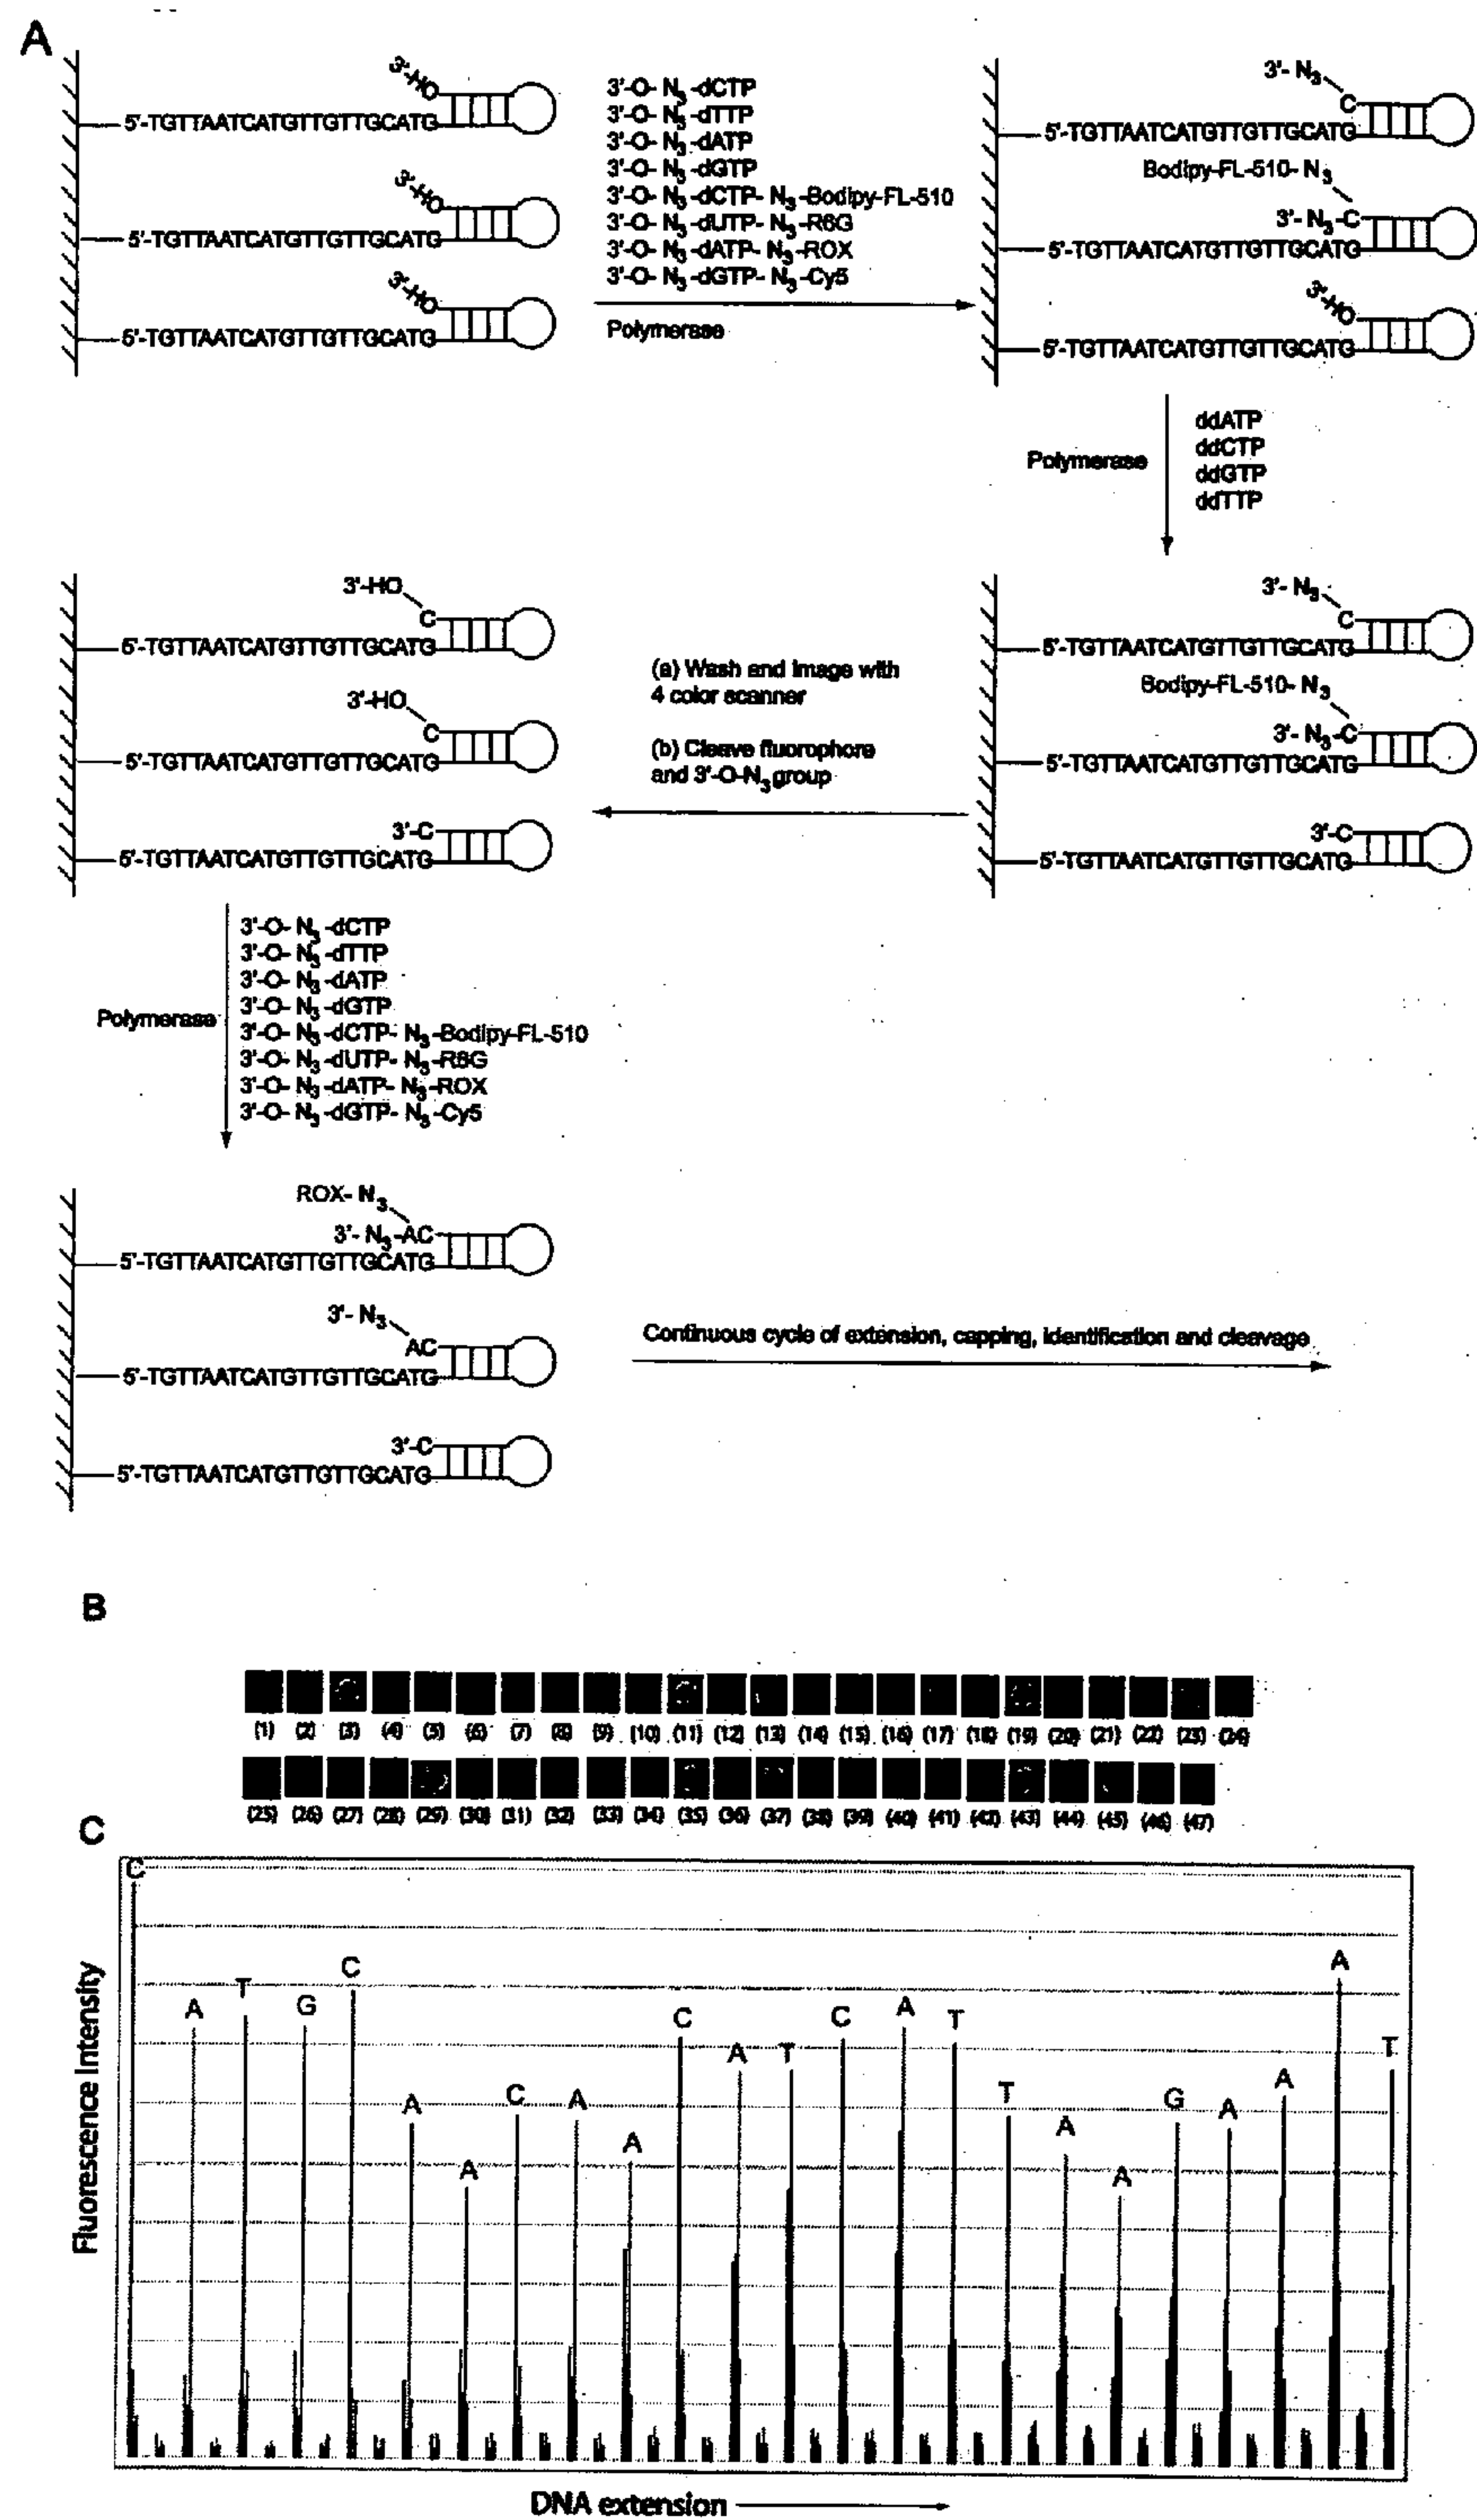 A
3'-HO
5'-TGTTAATCATGTTGTTGCATG
3'-HO
5'-TGTTAATCATGTTGTTGCATG
3'-HO
5'-TGTTAATCATGTTGTTGCATG
3'-O- N3 -dCTP
3'-O- N3 -dTTP
3'-O- N3 -dATP
3'-O- N3 -dGTP
3'-O- N3 -dCTP- N3 -Bodipy-FL-510
3'-O- N3 -dUTP- N3 -R6G
3'-O- N3 -dATP- N3 -ROX
3'-O- N3 -dGTP- N3 -Cy5
Polymerase
3'- N3
C
5'-TGTTAATCATGTTGTTGCATG
Bodipy-FL-510- N3
3'- N3 -C
5'-TGTTAATCATGTTGTTGCATG
3'-HO
5'-TGTTAATCATGTTGTTGCATG
Polymerase
ddATP
ddCTP
ddGTP
ddTTP
3'- N3
C
5'-TGTTAATCATGTTGTTGCATG
Bodipy-FL-510- N3
3'- N3 -C
5'-TGTTAATCATGTTGTTGCATG
3'-C
5'-TGTTAATCATGTTGTTGCATG
(a) Wash and image with
4 color scanner
(b) Cleave fluorophore
and 3'-O-N3 group
3'-HO
C
5'-TGTTAATCATGTTGTTGCATG
3'-HO
C
5'-TGTTAATCATGTTGTTGCATG
3'-C
5'-TGTTAATCATGTTGTTGCATG
Polymerase
3'-O- N3 -dCTP
3'-O- N3 -dTTP
3'-O- N3 -dATP
3'-O- N3 -dGTP
3'-O- N3 -dCTP- N3 -Bodipy-FL-510
3'-O- N3 -dUTP- N3 -R6G
3'-O- N3 -dATP- N3 -ROX
3'-O- N3 -dGTP- N3 -Cy5
ROX- N3
3'- N3 -AC
5'-TGTTAATCATGTTGTTGCATG
3'- N3
AC
5'-TGTTAATCATGTTGTTGCATG
3'-C
5'-TGTTAATCATGTTGTTGCATG
Continuous cycle of extension, capping, identification and cleavage
B
(1) (2) (3) (4) (5) (6) (7) (8) (9) (10) (11) (12) (13) (14) (15) (16) (17) (18) (19) (20) (21) (22) (23) (24)
(25) (26) (27) (28) (29) (30) (31) (32) (33) (34) (35) (36) (37) (38) (39) (40) (41) (42) (43) (44) (45) (46) (47)
C
Fluorescence Intensity
C A T G C A A C A A C A T C A T T A A G A A A T
DNA extension